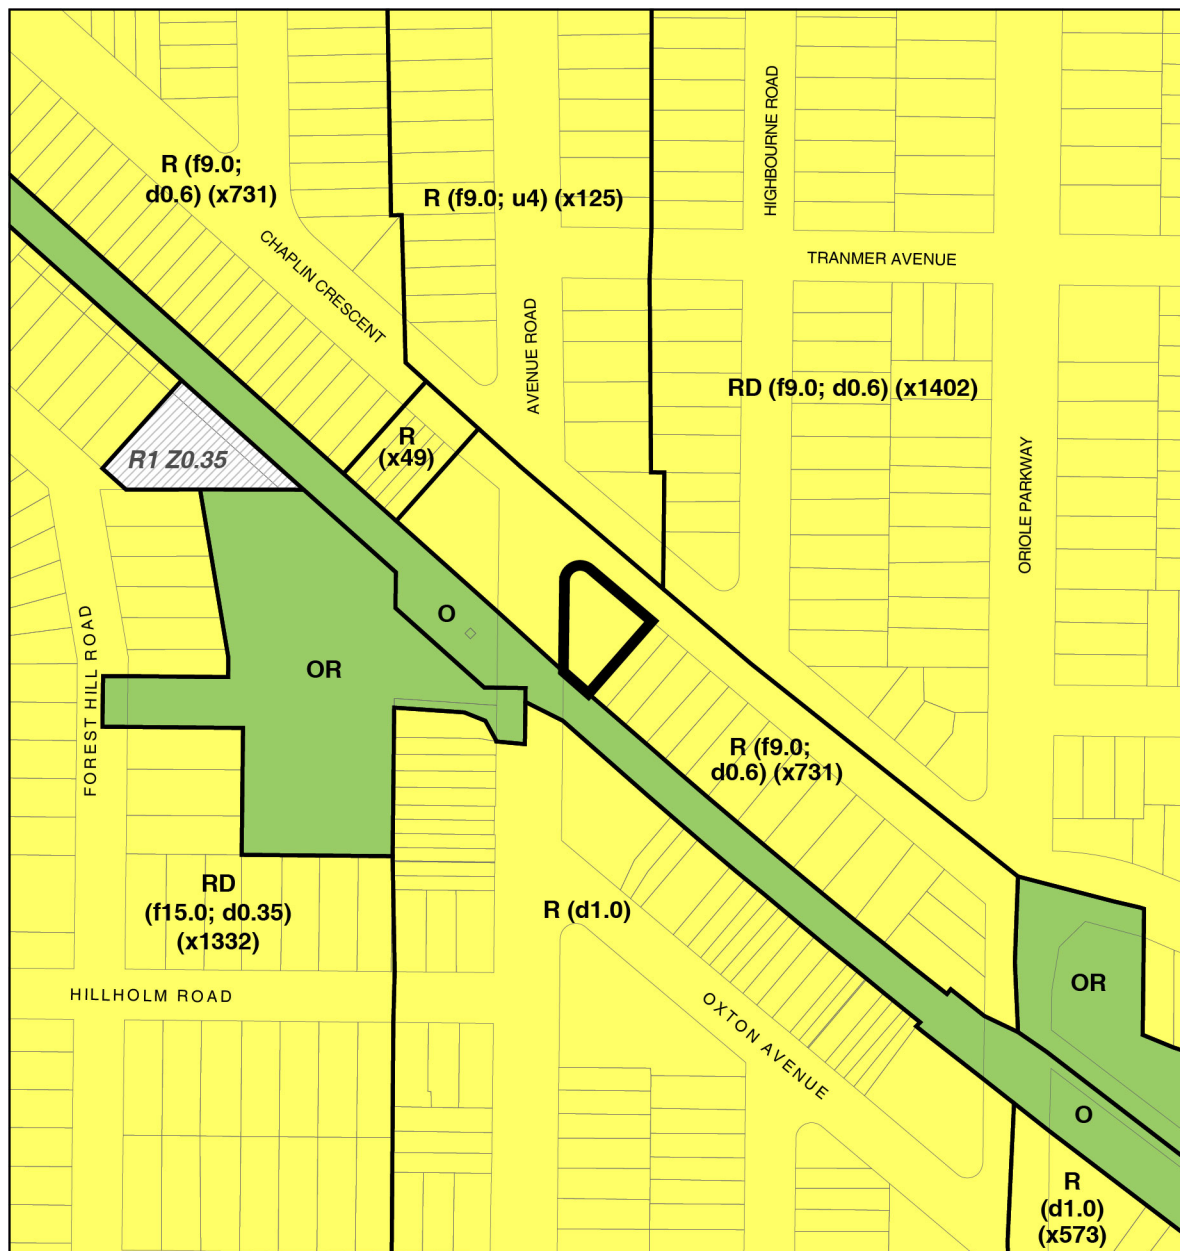 HIGHBOURNE ROAD
R (f9.0;
d0.6) (x731)
R (f9.0; u4) (x125)
CHAPLIN CRESCENT
TRANMER AVENUE
AVENUE ROAD
RD (f9.0; d0.6) (x1402)
R
(x49)
R1 Z0.35
ORIOLE PARKWAY
O
FOREST HILL ROAD
OR
R (f9.0;
d0.6) (x731)
RD
(f15.0; d0.35)
(x1332)
R (d1.0)
OR
HILLHOLM ROAD
OXTON AVENUE
O
R
(d1.0)
(x573)